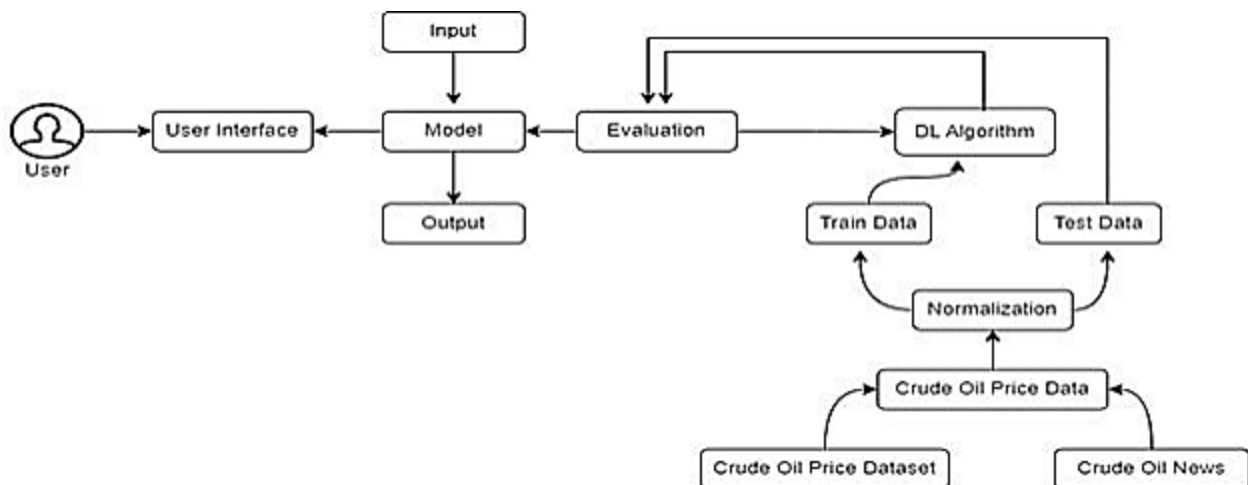 Input
User Interface
Model
Evaluation
DL Algorithm
User
Output
Train Data
Test Data
Normalization
Crude Oil Price Data
Crude Oil Price Dataset
Crude Oil News